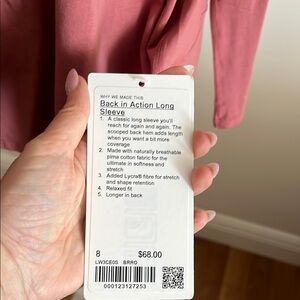 WHY WE MADE THIS
Back in Action Long
Sleeve
1. A classic long sleeve you'll
reach for again and again. The
scooped back hem adds length
when you want a bit more
coverage
2. Made with naturally breathable
pima cotton fabric for the
ultimate in softness and
stretch
3. Added Lycra® fibre for stretch
and shape retention
4. Relaxed fit
5. Longer in back
8 $68.00
LW3CE0S BRRO
000123127253